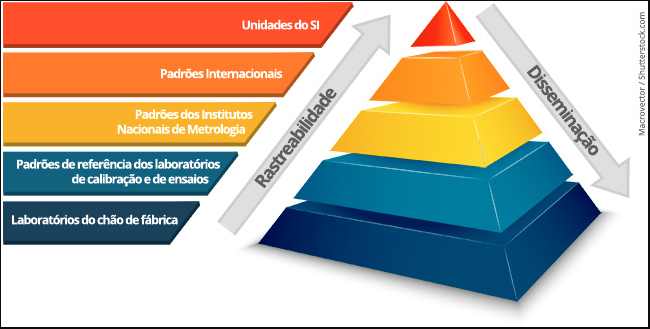 Unidades do SI
Padrões Internacionais
Padrões dos Institutos
Nacionais de Metrologia
Padrões de referência dos laboratórios
de calibração e de ensaios
Laboratórios do chão de fábrica
Rastreabilidade
Disseminação
Macrovector / Shutterstock.com